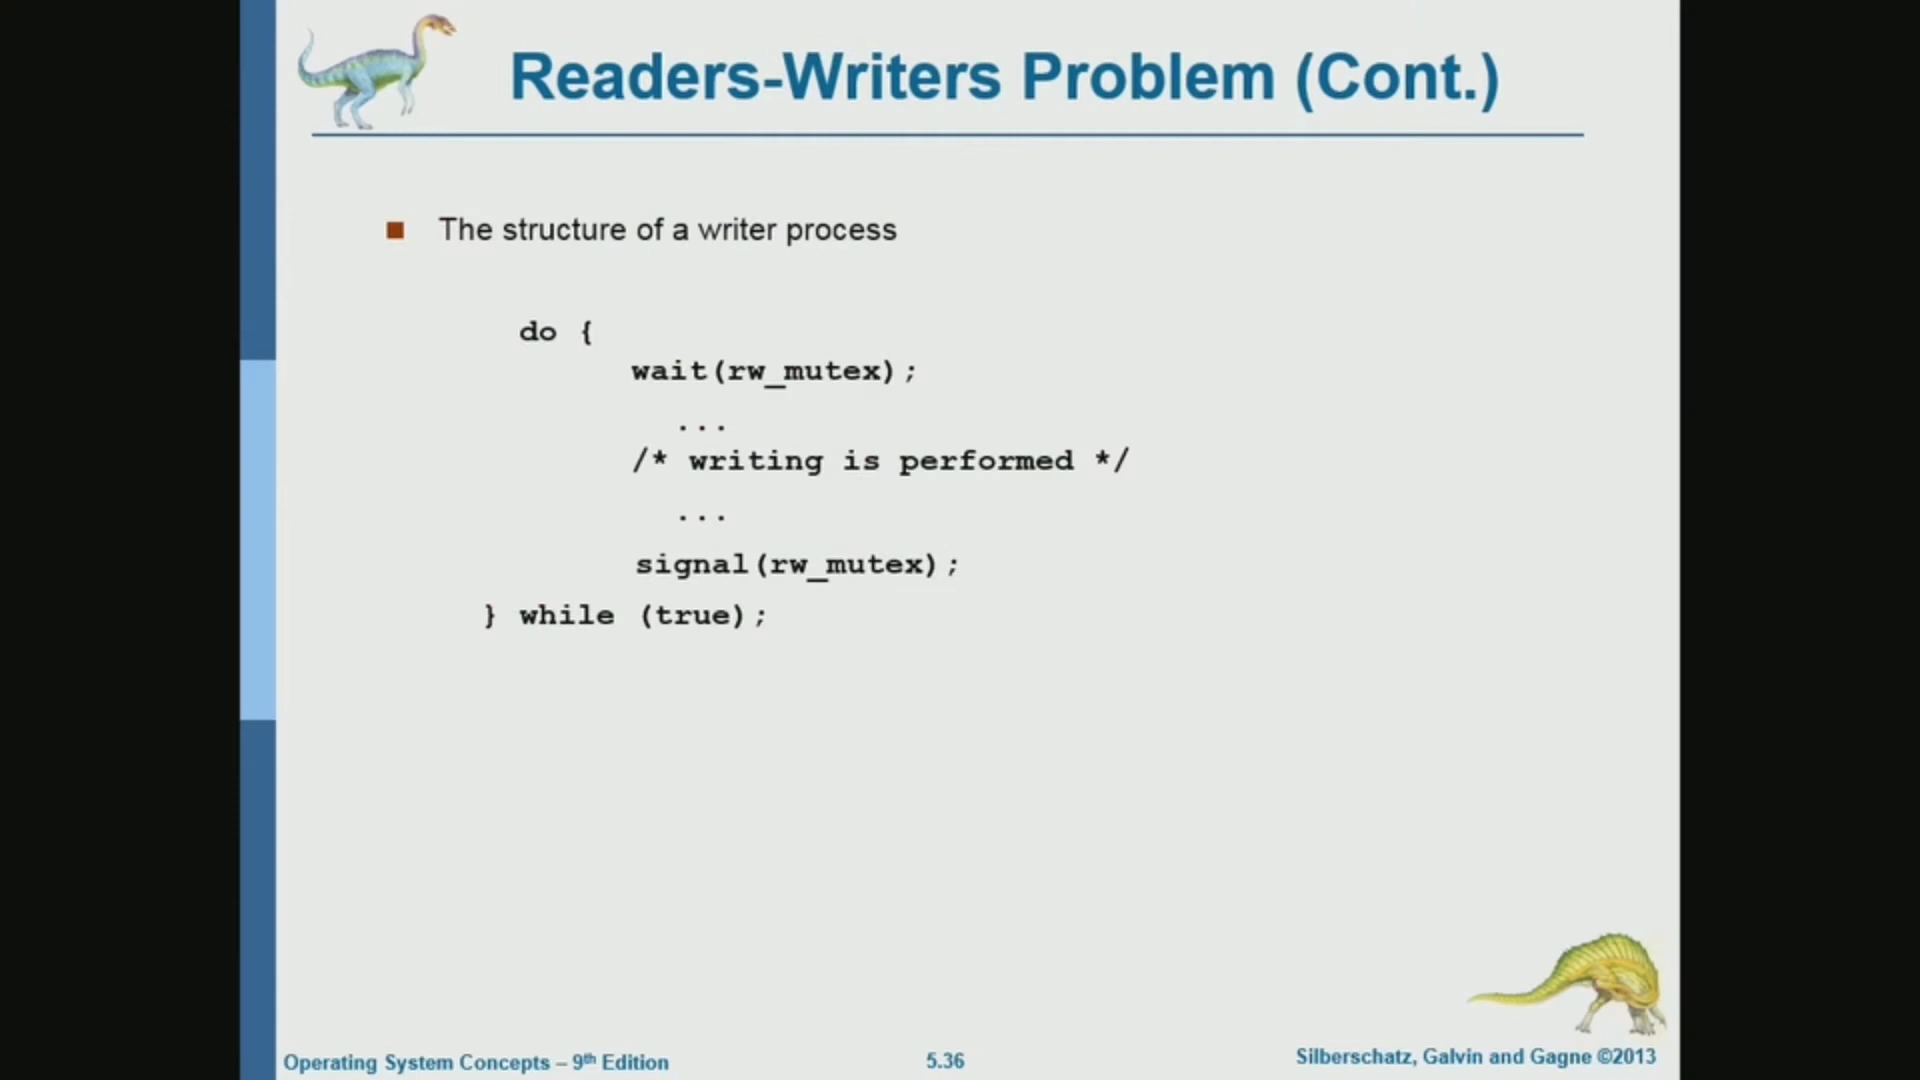 Readers-Writers Problem (Cont.)
The structure of a writer process
do {
wait(rw_mutex);
...
/* writing is performed */
...
signal(rw_mutex);
} while (true);
Operating System Concepts – 9th Edition
5.36
Silberschatz, Galvin and Gagne ©2013